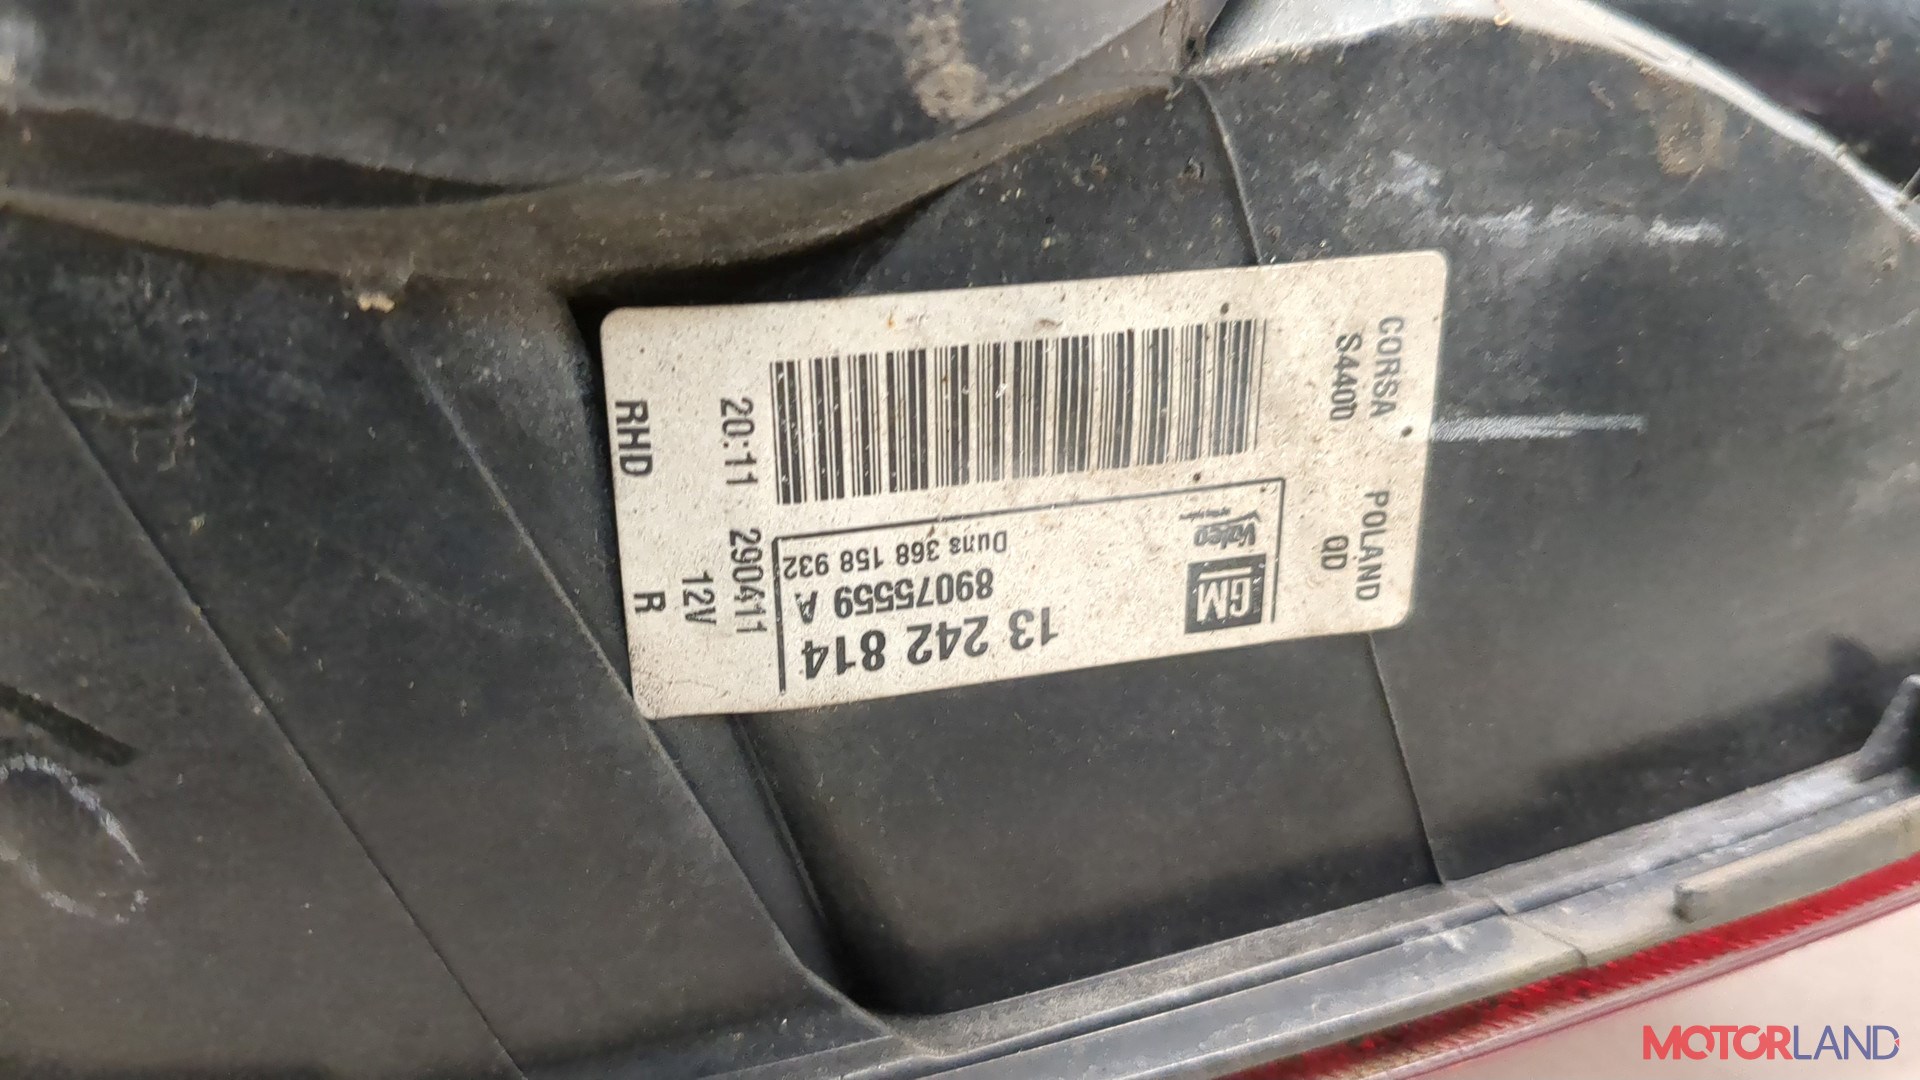 CORSA POLAND
S4400 QD
GM
Valeo
13 242 814
89075559 A
Duns 368 158 932
20:11 290411
12V
RHD R
MOTORLAND